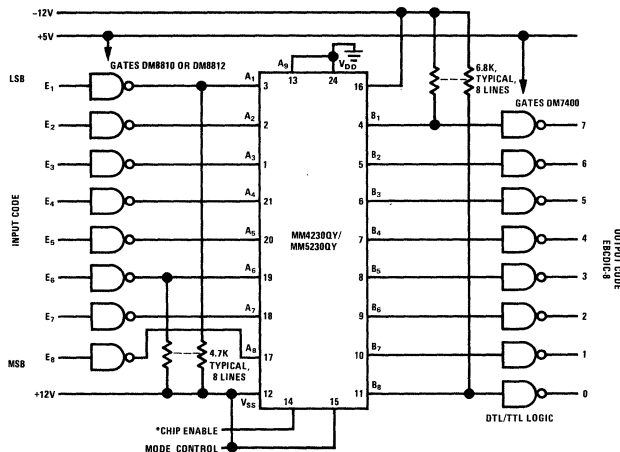 −12V
+5V
GATES DM8810 OR DM8812
LSB
E1
E2
E3
E4
E5
E6
E7
E8
MSB
INPUT CODE
+12V
4.7K
TYPICAL,
8 LINES
A1
A2
A3
A4
A5
A6
A7
A8
A9
3
2
1
21
20
19
18
17
12
VSS
13
24
VDD
16
MM4230QY/
MM5230QY
4
5
6
7
8
9
10
11
14
15
*CHIP ENABLE
MODE CONTROL
B1
B2
B3
B4
B5
B6
B7
B8
6.8K,
TYPICAL,
8 LINES
GATES DM7400
7
6
5
4
3
2
1
0
OUTPUT CODE
EBCDIC-8
DTL/TTL LOGIC